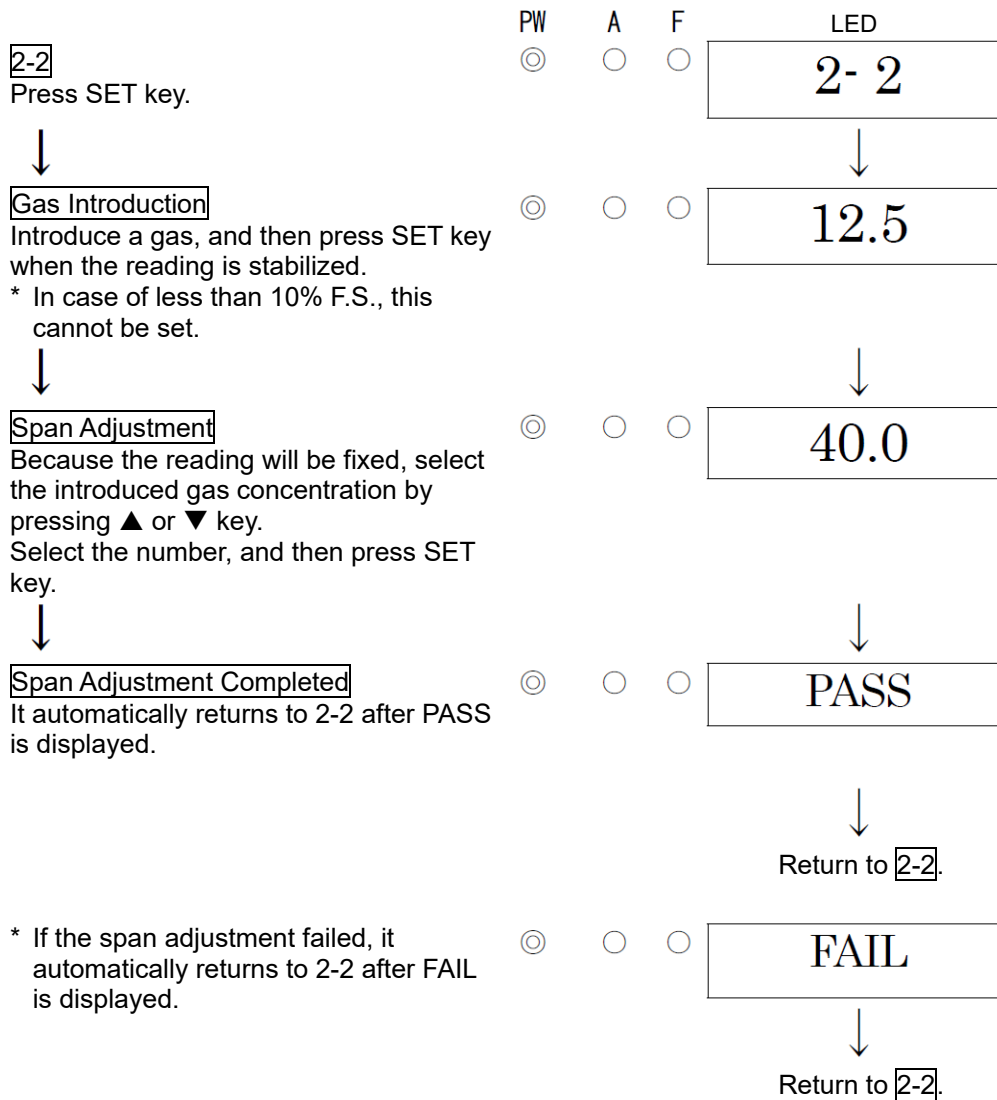 PW A F LED
2-2 ◎ ○ ○ 2- 2
Press SET key.
↓ ↓
Gas Introduction ◎ ○ ○ 12.5
Introduce a gas, and then press SET key
when the reading is stabilized.
* In case of less than 10% F.S., this
cannot be set.
↓ ↓
Span Adjustment ◎ ○ ○ 40.0
Because the reading will be fixed, select
the introduced gas concentration by
pressing ▲ or ▼ key.
Select the number, and then press SET
key.
↓ ↓
Span Adjustment Completed ◎ ○ ○ PASS
It automatically returns to 2-2 after PASS
is displayed.
↓
Return to 2-2.
* If the span adjustment failed, it ◎ ○ ○ FAIL
automatically returns to 2-2 after FAIL
is displayed.
↓
Return to 2-2.